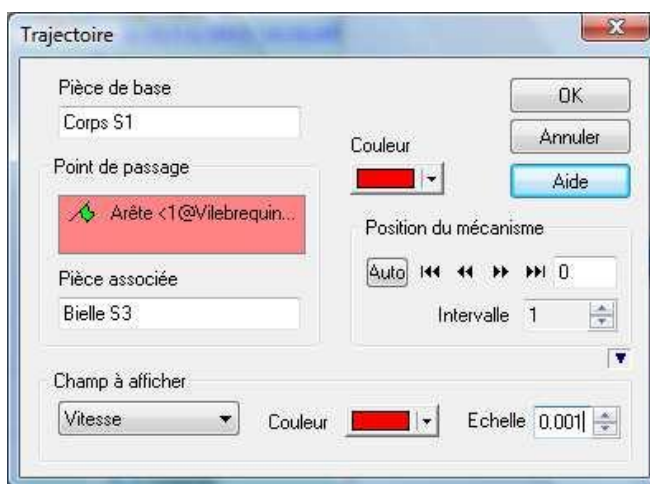 Trajectoire
Pièce de base
Corps S1
Point de passage
Arête <1@Vilebrequin...
Pièce associée
Bielle S3
Couleur
OK
Annuler
Aide
Position du mécanisme
Auto 0
Intervalle 1
Champ à afficher
Vitesse Couleur Echelle 0.001